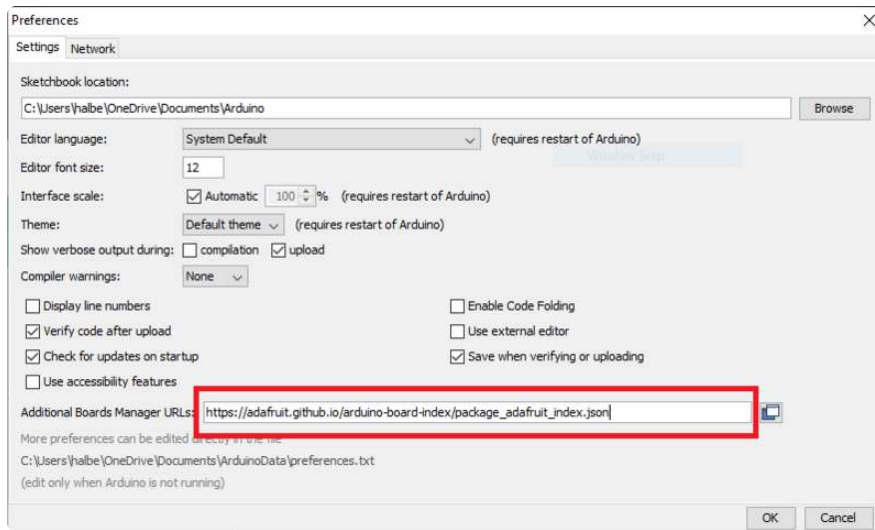 Preferences
Settings Network
Sketchbook location:
C:\Users\halbe\OneDrive\Documents\Arduino Browse
Editor language: System Default (requires restart of Arduino)
Window Snip
Editor font size: 12
Interface scale: Automatic 100 % (requires restart of Arduino)
Theme: Default theme (requires restart of Arduino)
Show verbose output during: compilation upload
Compiler warnings: None
Display line numbers Enable Code Folding
Verify code after upload Use external editor
Check for updates on startup Save when verifying or uploading
Use accessibility features
Additional Boards Manager URLs: https://adafruit.github.io/arduino-board-index/package_adafruit_index.json
More preferences can be edited directly in the file
C:\Users\halbe\OneDrive\Documents\ArduinoData\preferences.txt
(edit only when Arduino is not running)
OK Cancel